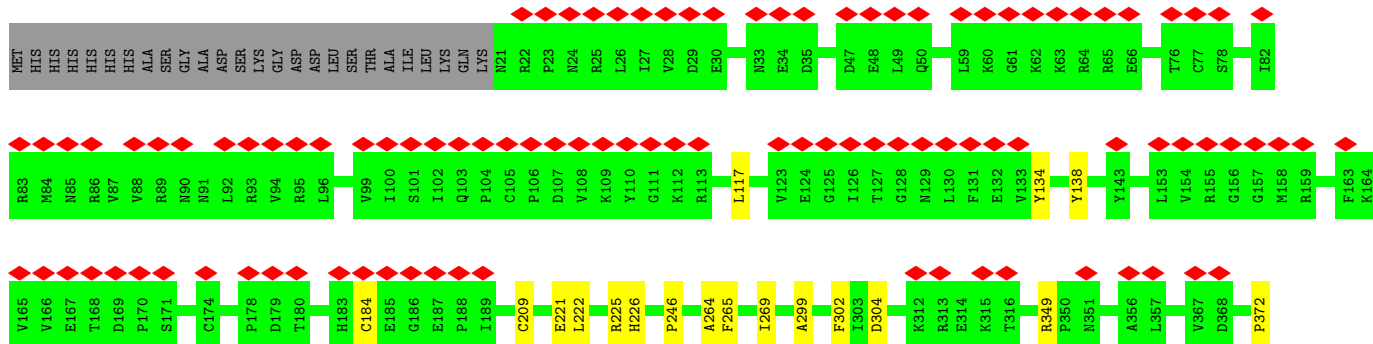 MET HIS HIS HIS HIS HIS HIS ALA SER GLY ALA ASP SER LYS GLY ASP ASP LEU SER THR ALA ILE LEU LYS GLN LYS N21 R22 P23 N24 R25 L26 I27 V28 D29 E30 N33 E34 D35 D47 E48 L49 Q50 L59 K60 G61 K62 K63 R64 R65 E66 T76 C77 S78 I82
R83 M84 N85 R86 V87 V88 R89 N90 N91 L92 R93 V94 R95 L96 V99 I100 S101 I102 Q103 P104 C105 P106 D107 V108 K109 Y110 G111 K112 R113 L117 V123 E124 G125 I126 T127 G128 N129 L130 F131 E132 V133 Y134 Y138 Y143 L153 V154 R155 G156 G157 M158 R159 F163 K164
V165 V166 E167 T168 D169 P170 S171 C174 P178 D179 T180 H183 C184 E185 G186 E187 P188 I189 C209 E221 L222 R225 H226 P246 A264 F265 I269 A299 F302 I303 D304 K312 R313 E314 K315 T316 R349 P350 N351 A356 L357 V367 D368 P372